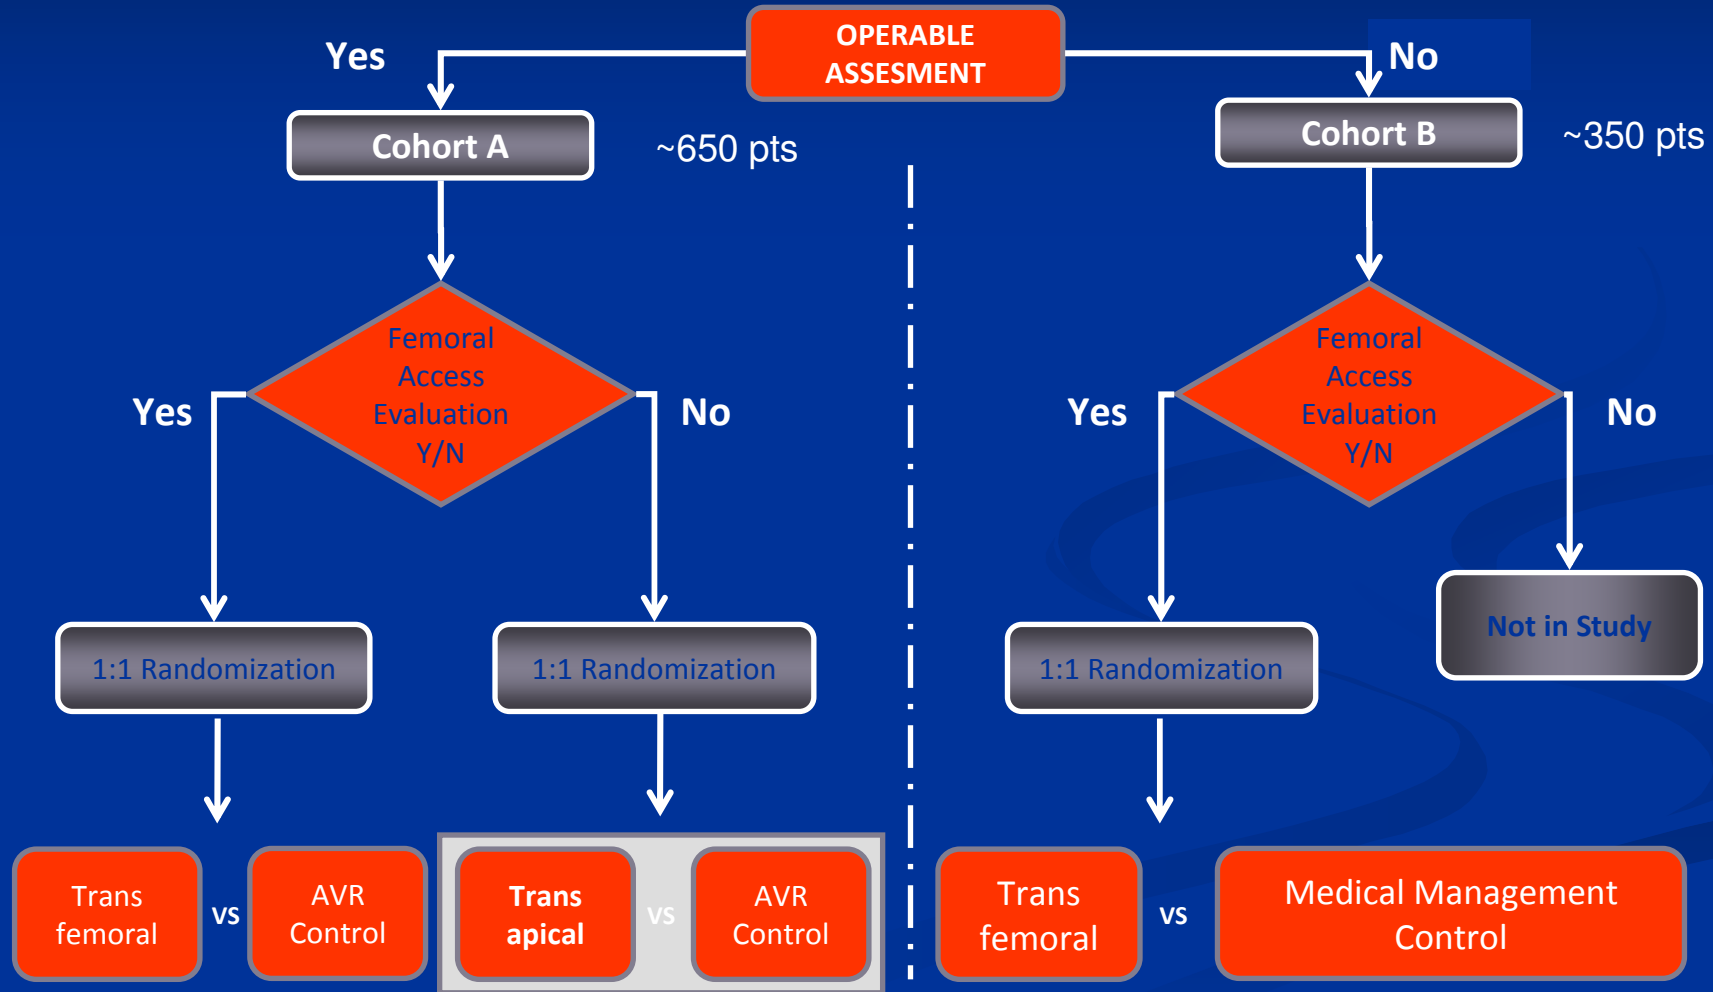 OPERABLE
ASSESMENT
Yes
No
Cohort A
~650 pts
Cohort B
~350 pts
Femoral
Access
Evaluation
Y/N
Yes
No
Femoral
Access
Evaluation
Y/N
Yes
No
1:1 Randomization
1:1 Randomization
1:1 Randomization
Not in Study
Trans
femoral
vs
AVR
Control
Trans
apical
vs
AVR
Control
Trans
femoral
vs
Medical Management
Control